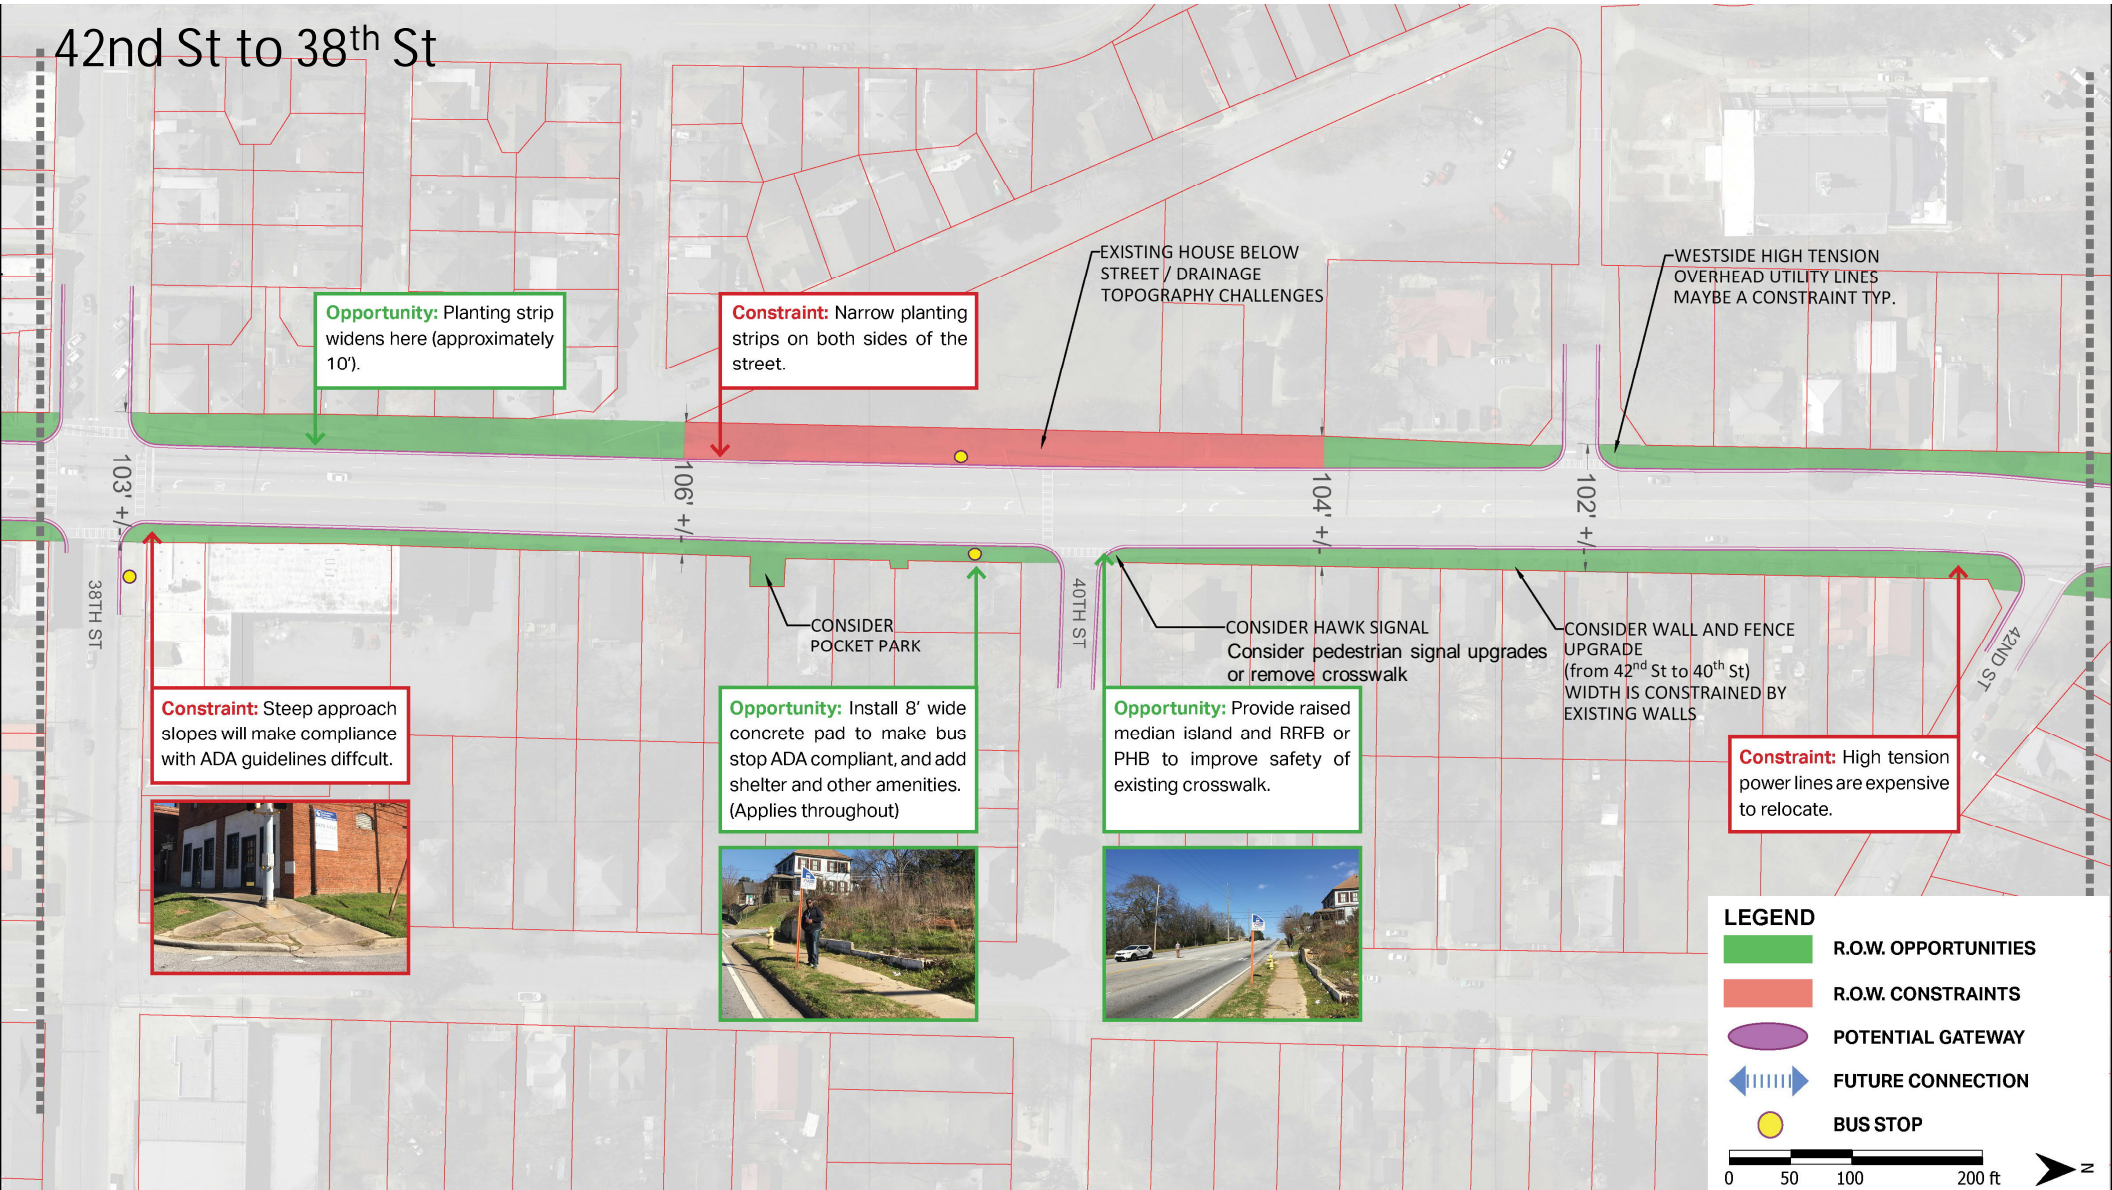 42nd St to 38th St
EXISTING HOUSE BELOW
STREET / DRAINAGE
TOPOGRAPHY CHALLENGES
WESTSIDE HIGH TENSION
OVERHEAD UTILITY LINES
MAYBE A CONSTRAINT TYP.
Opportunity: Planting strip
widens here (approximately
10').
Constraint: Narrow planting
strips on both sides of the
street.
103' +/-
106' +/-
104' +/-
102' +/-
38TH ST
40TH ST
42ND ST
CONSIDER
POCKET PARK
CONSIDER HAWK SIGNAL
Consider pedestrian signal upgrades
or remove crosswalk
CONSIDER WALL AND FENCE
UPGRADE
(from 42nd St to 40th St)
WIDTH IS CONSTRAINED BY
EXISTING WALLS
Constraint: Steep approach
slopes will make compliance
with ADA guidelines diffcult.
Opportunity: Install 8' wide
concrete pad to make bus
stop ADA compliant, and add
shelter and other amenities.
(Applies throughout)
Opportunity: Provide raised
median island and RRFB or
PHB to improve safety of
existing crosswalk.
Constraint: High tension
power lines are expensive
to relocate.
LEGEND
R.O.W. OPPORTUNITIES
R.O.W. CONSTRAINTS
POTENTIAL GATEWAY
FUTURE CONNECTION
BUS STOP
0 50 100 200 ft
N